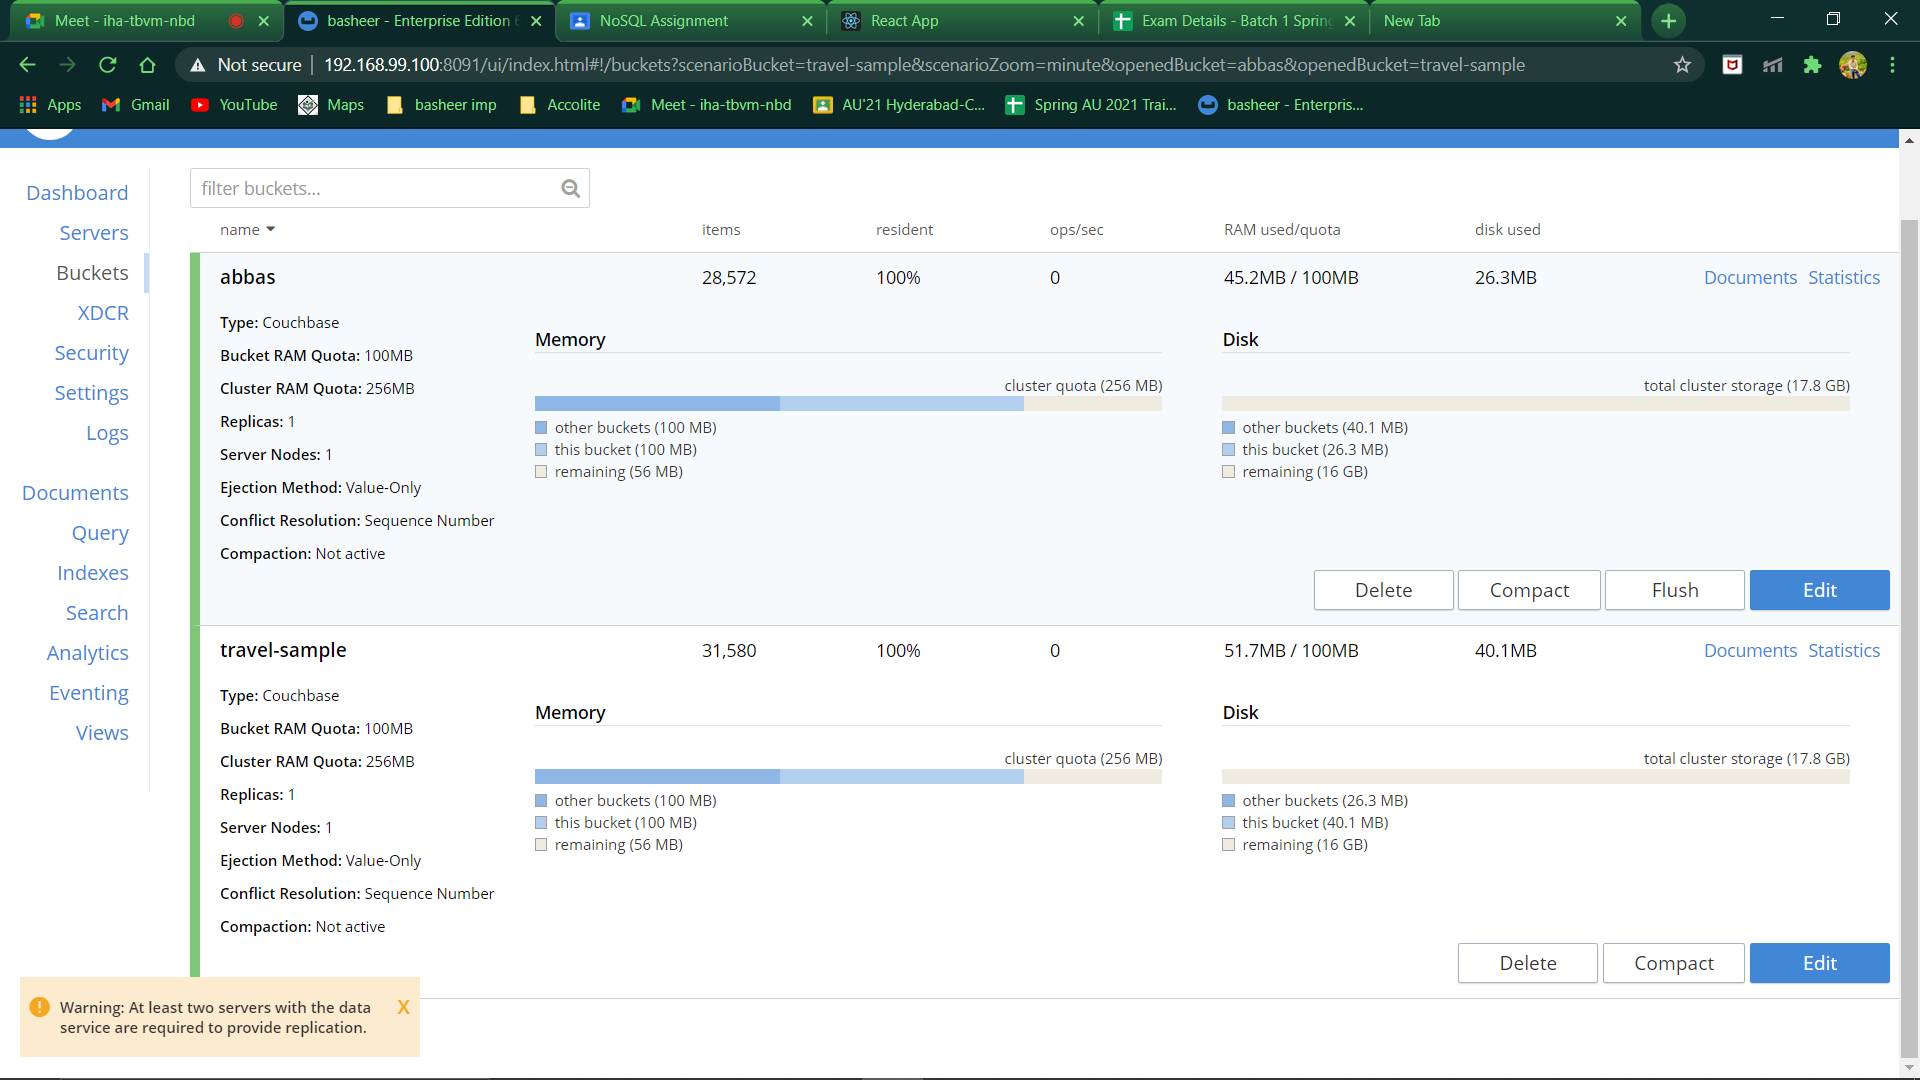 Meet - iha-tbvm-nbd
basheer - Enterprise Edition
NoSQL Assignment
React App
Exam Details - Batch 1 Spring
New Tab
Not secure
192.168.99.100:8091/ui/index.html#!/buckets?scenarioBucket=travel-sample&scenarioZoom=minute&openedBucket=abbas&openedBucket=travel-sample
Apps
Gmail
YouTube
Maps
basheer imp
Accolite
Meet - iha-tbvm-nbd
AU'21 Hyderabad-C...
Spring AU 2021 Trai...
basheer - Enterpris...
Dashboard
Servers
Buckets
XDCR
Security
Settings
Logs
Documents
Query
Indexes
Search
Analytics
Eventing
Views
filter buckets...
name items resident ops/sec RAM used/quota disk used
abbas 28,572 100% 0 45.2MB / 100MB 26.3MB Documents Statistics
Type: Couchbase
Bucket RAM Quota: 100MB
Cluster RAM Quota: 256MB
Replicas: 1
Server Nodes: 1
Ejection Method: Value-Only
Conflict Resolution: Sequence Number
Compaction: Not active
Memory
cluster quota (256 MB)
other buckets (100 MB)
this bucket (100 MB)
remaining (56 MB)
Disk
total cluster storage (17.8 GB)
other buckets (40.1 MB)
this bucket (26.3 MB)
remaining (16 GB)
Delete Compact Flush Edit
travel-sample 31,580 100% 0 51.7MB / 100MB 40.1MB Documents Statistics
Type: Couchbase
Bucket RAM Quota: 100MB
Cluster RAM Quota: 256MB
Replicas: 1
Server Nodes: 1
Ejection Method: Value-Only
Conflict Resolution: Sequence Number
Compaction: Not active
Memory
cluster quota (256 MB)
other buckets (100 MB)
this bucket (100 MB)
remaining (56 MB)
Disk
total cluster storage (17.8 GB)
other buckets (26.3 MB)
this bucket (40.1 MB)
remaining (16 GB)
Delete Compact Edit
Warning: At least two servers with the data X
service are required to provide replication.